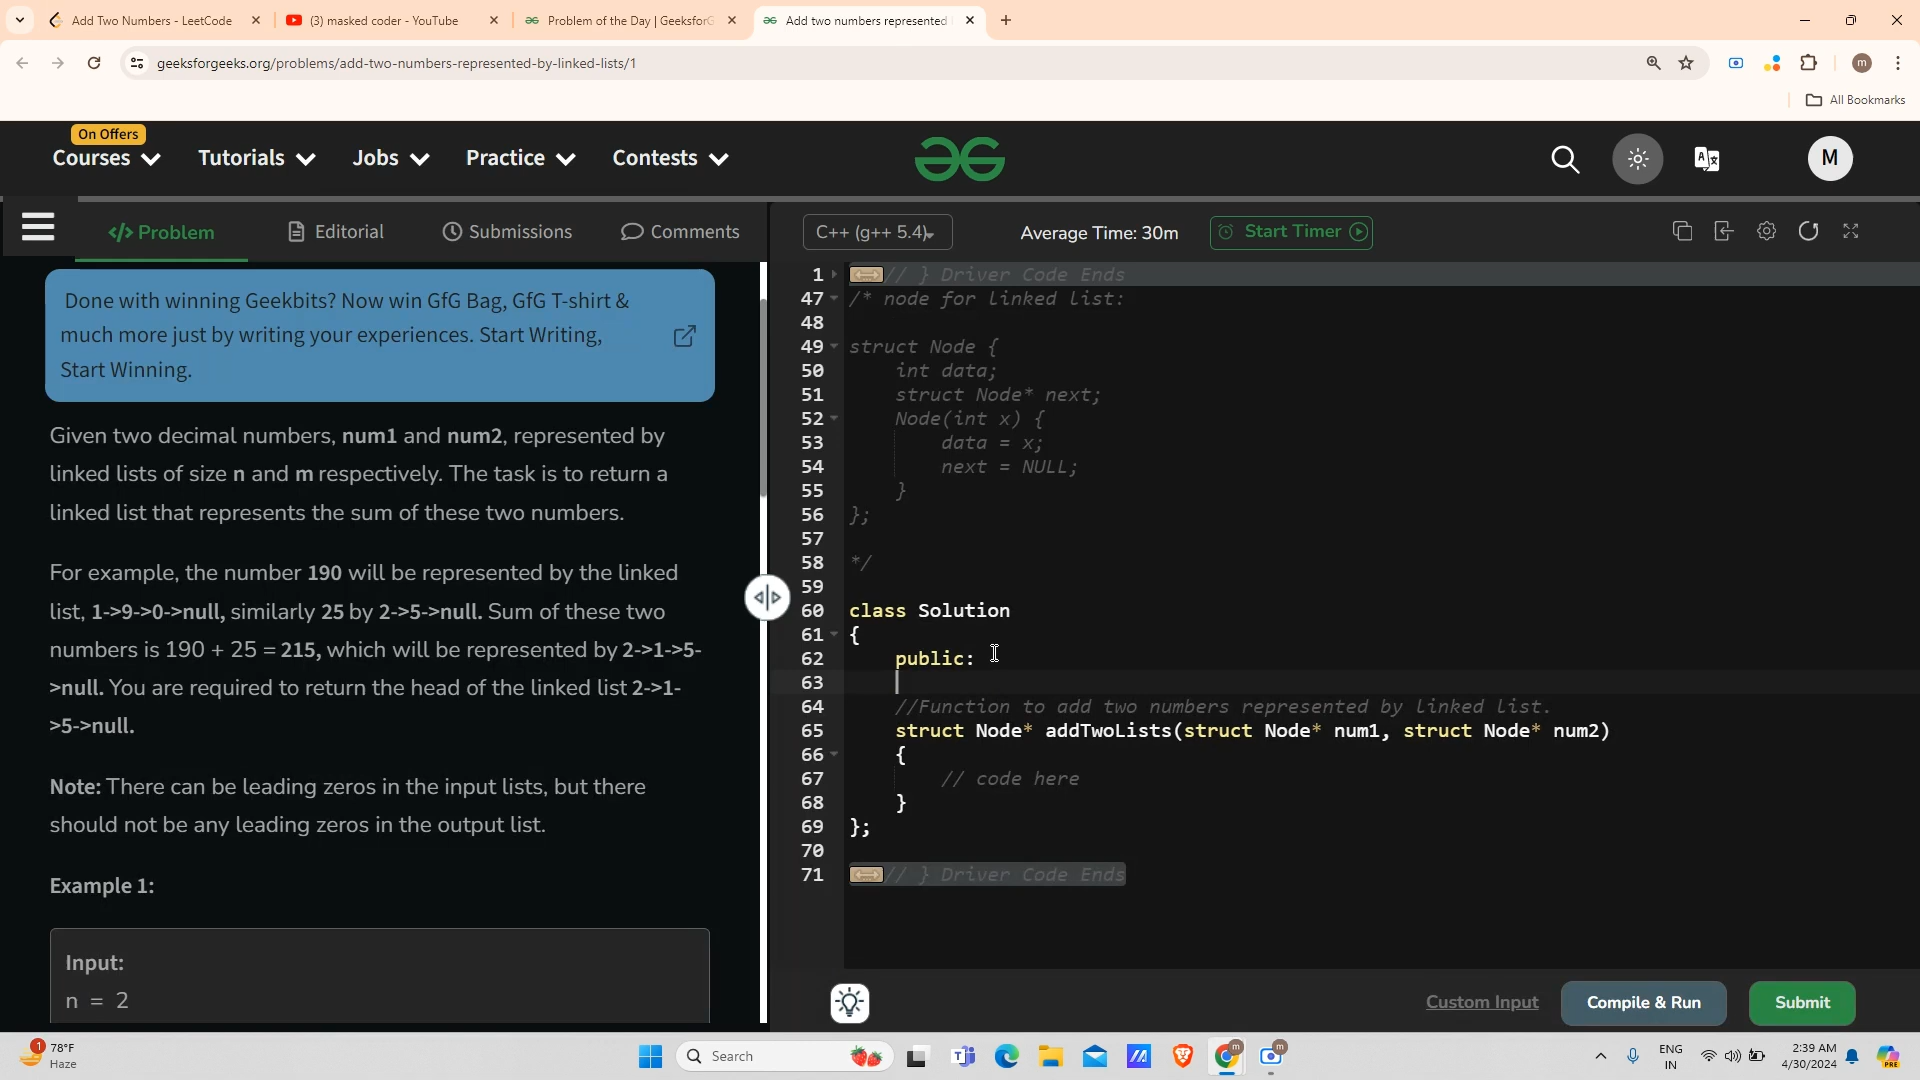 Add Two Numbers - LeetCode
(3) masked coder - YouTube
Problem of the Day | GeeksforG
Add two numbers represented
geeksforgeeks.org/problems/add-two-numbers-represented-by-linked-lists/1
m
All Bookmarks
On Offers
Courses
Tutorials
Jobs
Practice
Contests
M
</> Problem
Editorial
Submissions
Comments
C++ (g++ 5.4)
Average Time: 30m
Start Timer
Done with winning Geekbits? Now win GfG Bag, GfG T-shirt &
much more just by writing your experiences. Start Writing,
Start Winning.
Given two decimal numbers, num1 and num2, represented by
linked lists of size n and m respectively. The task is to return a
linked list that represents the sum of these two numbers.
For example, the number 190 will be represented by the linked
list, 1->9->0->null, similarly 25 by 2->5->null. Sum of these two
numbers is 190 + 25 = 215, which will be represented by 2->1->5-
>null. You are required to return the head of the linked list 2->1-
>5->null.
Note: There can be leading zeros in the input lists, but there
should not be any leading zeros in the output list.
Example 1:
Input:
n = 2
1 // } Driver Code Ends
47 /* node for linked list:
48
49 struct Node {
50 int data;
51 struct Node* next;
52 Node(int x) {
53 data = x;
54 next = NULL;
55 }
56 };
57
58 */
59
60 class Solution
61 {
62 public:
63
64 //Function to add two numbers represented by linked list.
65 struct Node* addTwoLists(struct Node* num1, struct Node* num2)
66 {
67 // code here
68 }
69 };
70
71 // } Driver Code Ends
Custom Input
Compile & Run
Submit
1
78°F
Haze
Search
m
m
ENG
IN
2:39 AM
4/30/2024
PRE